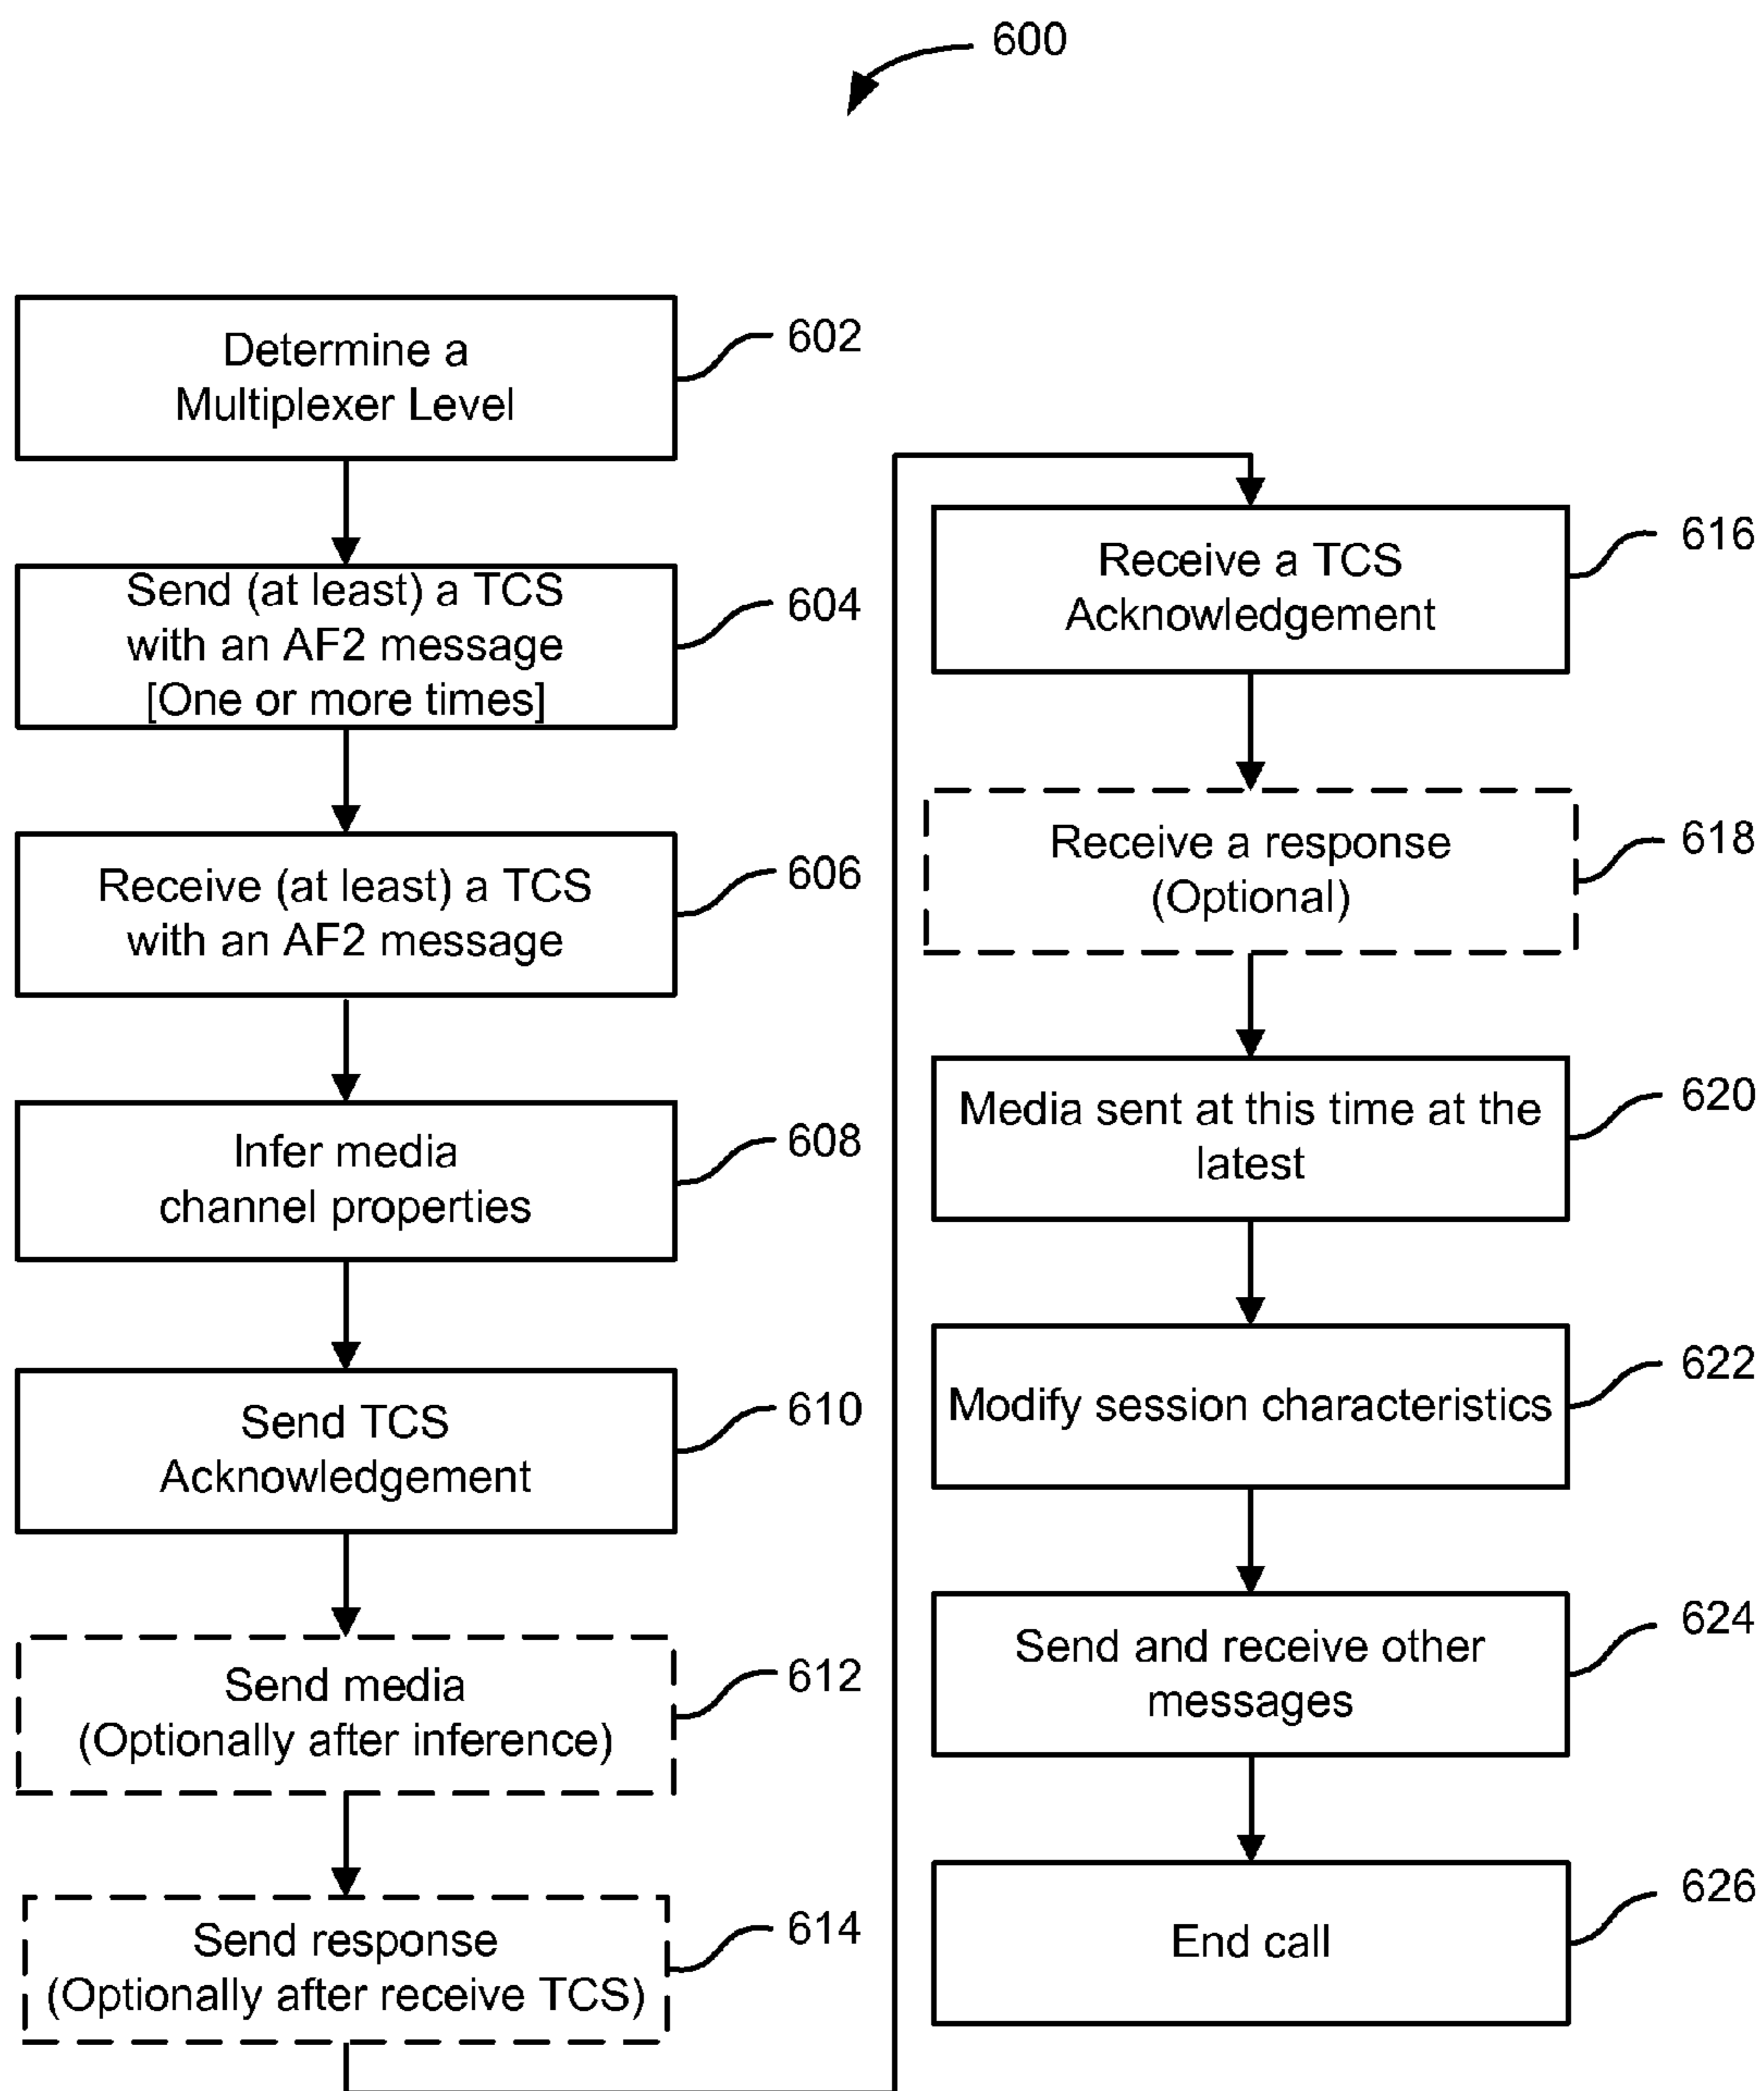 600
Determine a
Multiplexer Level
602
Send (at least) a TCS
with an AF2 message
[One or more times]
604
Receive (at least) a TCS
with an AF2 message
606
Infer media
channel properties
608
Send TCS
Acknowledgement
610
Send media
(Optionally after inference)
612
Send response
(Optionally after receive TCS)
614
Receive a TCS
Acknowledgement
616
Receive a response
(Optional)
618
Media sent at this time at the
latest
620
Modify session characteristics
622
Send and receive other
messages
624
End call
626